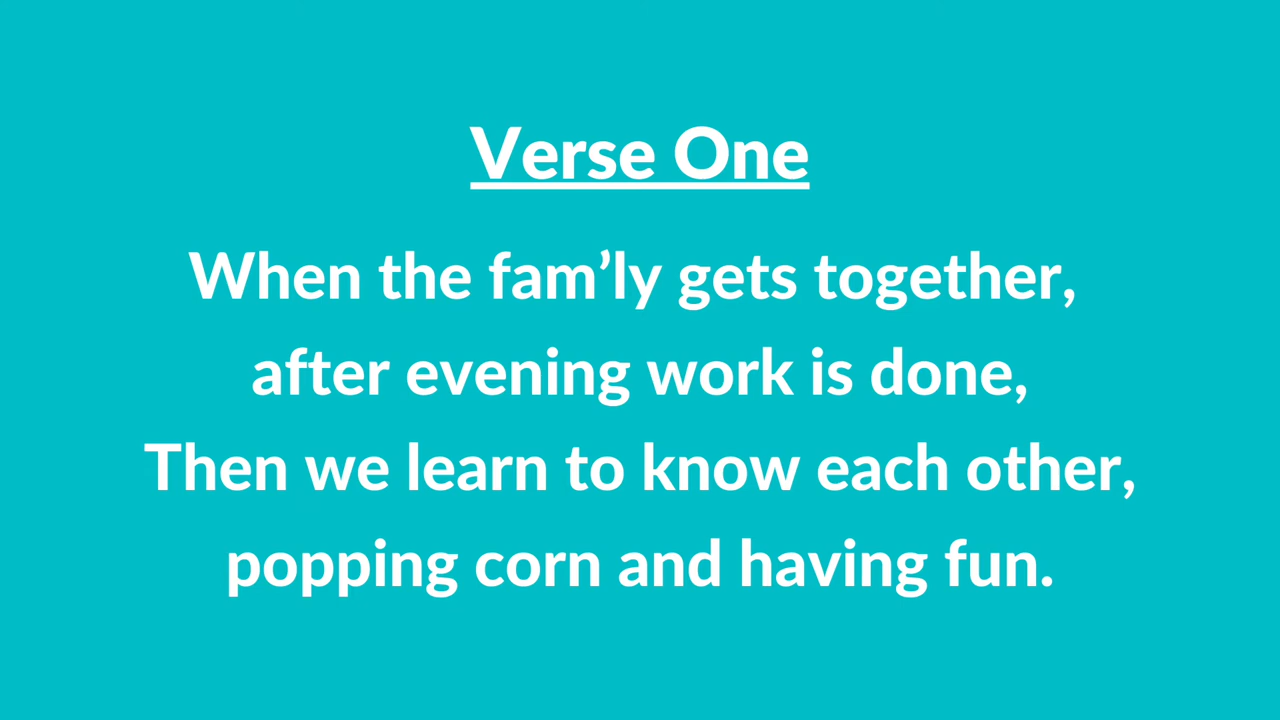 Verse One
When the fam’ly gets together,
after evening work is done,
Then we learn to know each other,
popping corn and having fun.